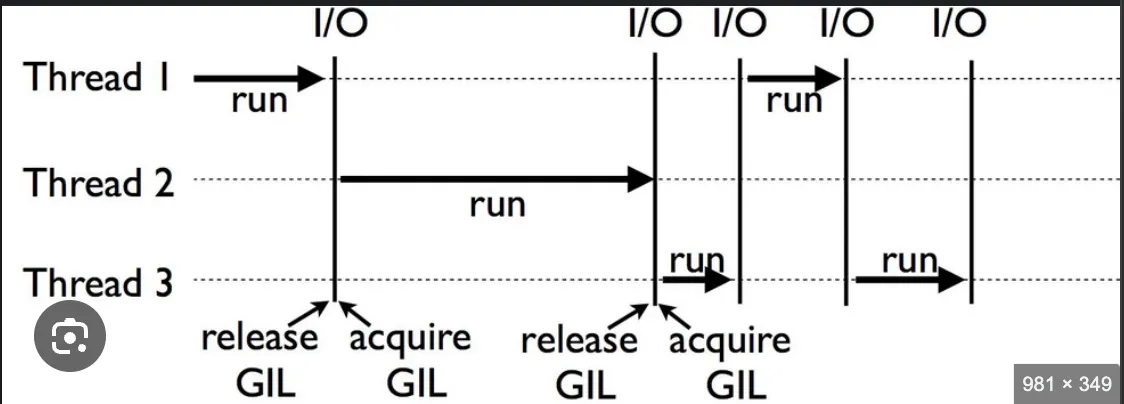 I/O I/O I/O I/O I/O
Thread 1
run run
Thread 2
run
Thread 3
run run
release acquire release acquire
GIL GIL GIL GIL
981 × 349